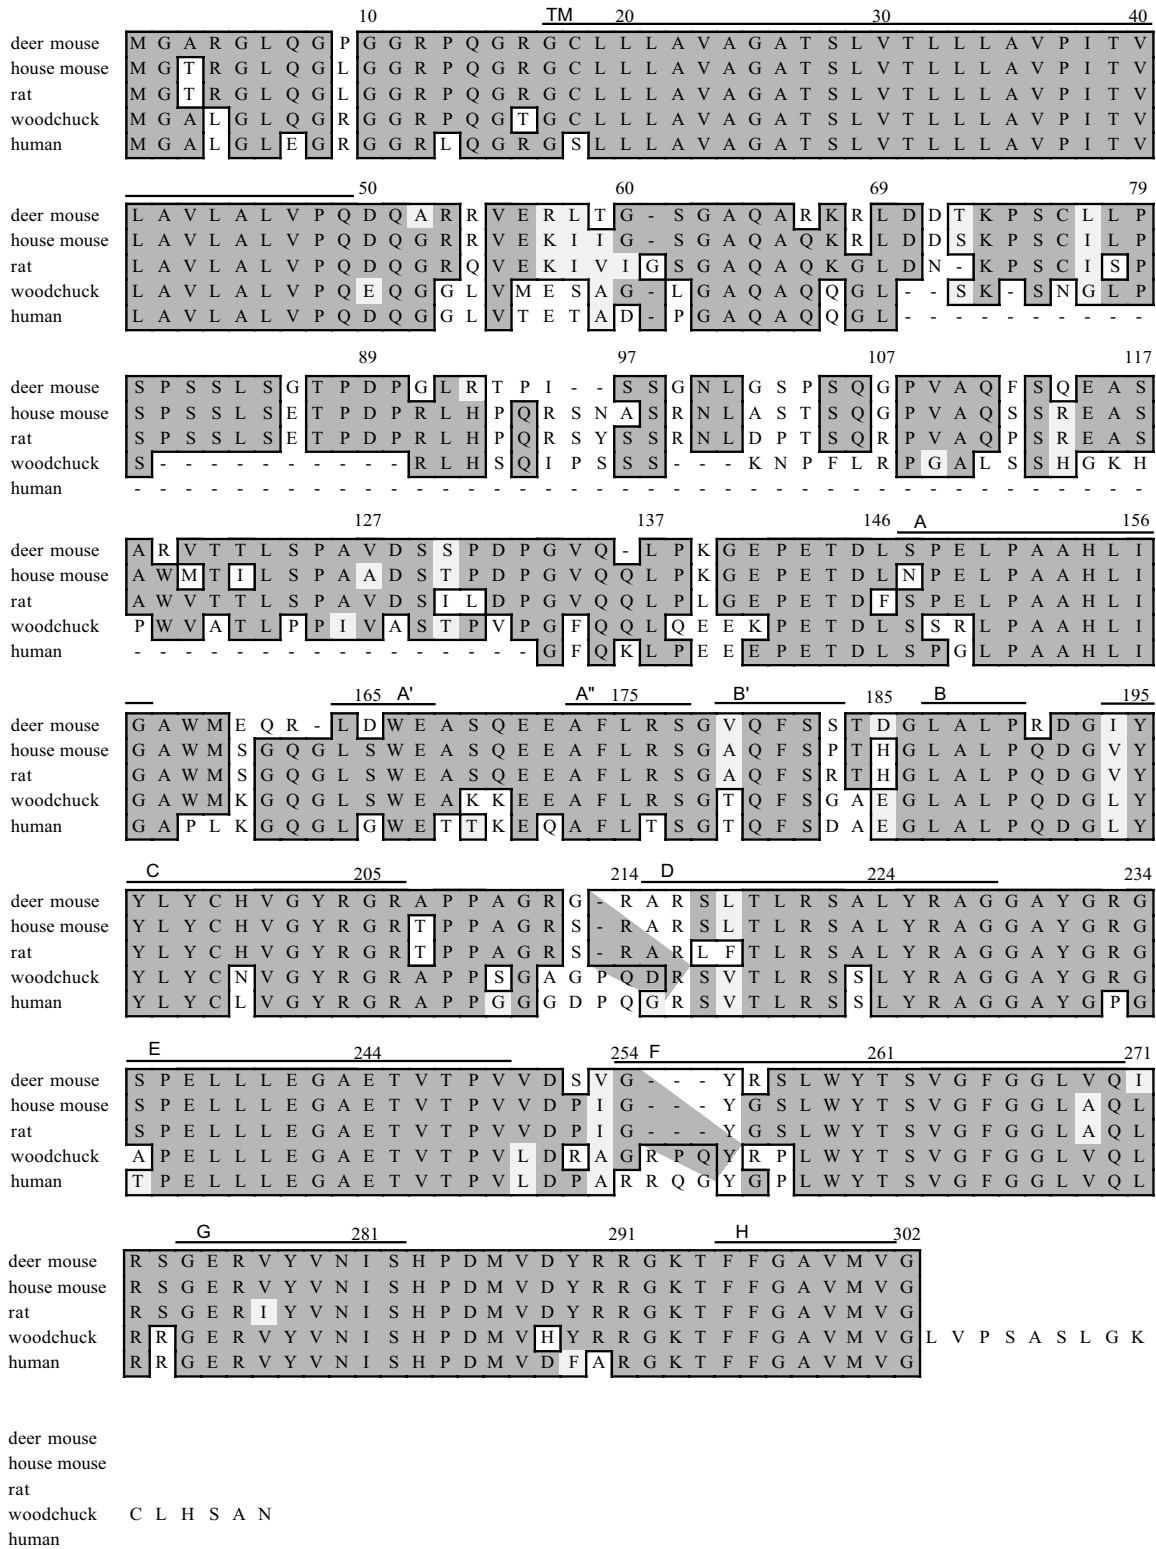 10 TM 20 30 40
deer mouse M G A R G L Q G P G G R P Q G R G C L L L A V A G A T S L V T L L L A V P I T V
house mouse M G T R G L Q G L G G R P Q G R G C L L L A V A G A T S L V T L L L A V P I T V
rat M G T R G L Q G L G G R P Q G R G C L L L A V A G A T S L V T L L L A V P I T V
woodchuck M G A L G L Q G R G G R P Q G T G C L L L A V A G A T S L V T L L L A V P I T V
human M G A L G L E G R G G R L Q G R G S L L L A V A G A T S L V T L L L A V P I T V
50 60 69 79
deer mouse L A V L A L V P Q D Q A R R V E R L T G - S G A Q A R K R L D D T K P S C L L P
house mouse L A V L A L V P Q D Q G R R V E K I I G - S G A Q A Q K R L D D S K P S C I L P
rat L A V L A L V P Q D Q G R Q V E K I V I G S G A Q A Q K G L D N - K P S C I S P
woodchuck L A V L A L V P Q E Q G G L V M E S A G - L G A Q A Q Q G L - - S K - S N G L P
human L A V L A L V P Q D Q G G L V T E T A D - P G A Q A Q Q G L - - - - - - - - - -
89 97 107 117
deer mouse S P S S L S G T P D P G L R T P I - - S S G N L G S P S Q G P V A Q F S Q E A S
house mouse S P S S L S E T P D P R L H P Q R S N A S R N L A S T S Q G P V A Q S S R E A S
rat S P S S L S E T P D P R L H P Q R S Y S S R N L D P T S Q R P V A Q P S R E A S
woodchuck S - - - - - - - - - - R L H S Q I P S S S - - - K N P F L R P G A L S S H G K H
human - - - - - - - - - - - - - - - - - - - - - - - - - - - - - - - - - - - - - - - -
127 137 146 A 156
deer mouse A R V T T L S P A V D S S P D P G V Q - L P K G E P E T D L S P E L P A A H L I
house mouse A W M T I L S P A A D S T P D P G V Q Q L P K G E P E T D L N P E L P A A H L I
rat A W V T T L S P A V D S I L D P G V Q Q L P L G E P E T D F S P E L P A A H L I
woodchuck P W V A T L P P I V A S T P V P G F Q Q L Q E E K P E T D L S S R L P A A H L I
human - - - - - - - - - - - - - - - - G F Q K L P E E E P E T D L S P G L P A A H L I
165 A' A" 175 B' 185 B 195
deer mouse G A W M E Q R - L D W E A S Q E E A F L R S G V Q F S S T D G L A L P R D G I Y
house mouse G A W M S G Q G L S W E A S Q E E A F L R S G A Q F S P T H G L A L P Q D G V Y
rat G A W M S G Q G L S W E A S Q E E A F L R S G A Q F S R T H G L A L P Q D G V Y
woodchuck G A W M K G Q G L S W E A K K E E A F L R S G T Q F S G A E G L A L P Q D G L Y
human G A P L K G Q G L G W E T T K E Q A F L T S G T Q F S D A E G L A L P Q D G L Y
C 205 214 D 224 234
deer mouse Y L Y C H V G Y R G R A P P A G R G - R A R S L T L R S A L Y R A G G A Y G R G
house mouse Y L Y C H V G Y R G R T P P A G R S - R A R S L T L R S A L Y R A G G A Y G R G
rat Y L Y C H V G Y R G R T P P A G R S - R A R L F T L R S A L Y R A G G A Y G R G
woodchuck Y L Y C N V G Y R G R A P P S G A G P Q D R S V T L R S S L Y R A G G A Y G R G
human Y L Y C L V G Y R G R A P P G G G D P Q G R S V T L R S S L Y R A G G A Y G P G
E 244 254 F 261 271
deer mouse S P E L L L E G A E T V T P V V D S V G - - - Y R S L W Y T S V G F G G L V Q I
house mouse S P E L L L E G A E T V T P V V D P I G - - - Y G S L W Y T S V G F G G L A Q L
rat S P E L L L E G A E T V T P V V D P I G - - - Y G S L W Y T S V G F G G L A Q L
woodchuck A P E L L L E G A E T V T P V L D R A G R P Q Y R P L W Y T S V G F G G L V Q L
human T P E L L L E G A E T V T P V L D P A R R Q G Y G P L W Y T S V G F G G L V Q L
G 281 291 H 302
deer mouse R S G E R V Y V N I S H P D M V D Y R R G K T F F G A V M V G
house mouse R S G E R V Y V N I S H P D M V D Y R R G K T F F G A V M V G
rat R S G E R I Y V N I S H P D M V D Y R R G K T F F G A V M V G
woodchuck R R G E R V Y V N I S H P D M V H Y R R G K T F F G A V M V G L V P S A S L G K
human R R G E R V Y V N I S H P D M V D F A R G K T F F G A V M V G
deer mouse
house mouse
rat
woodchuck C L H S A N
human